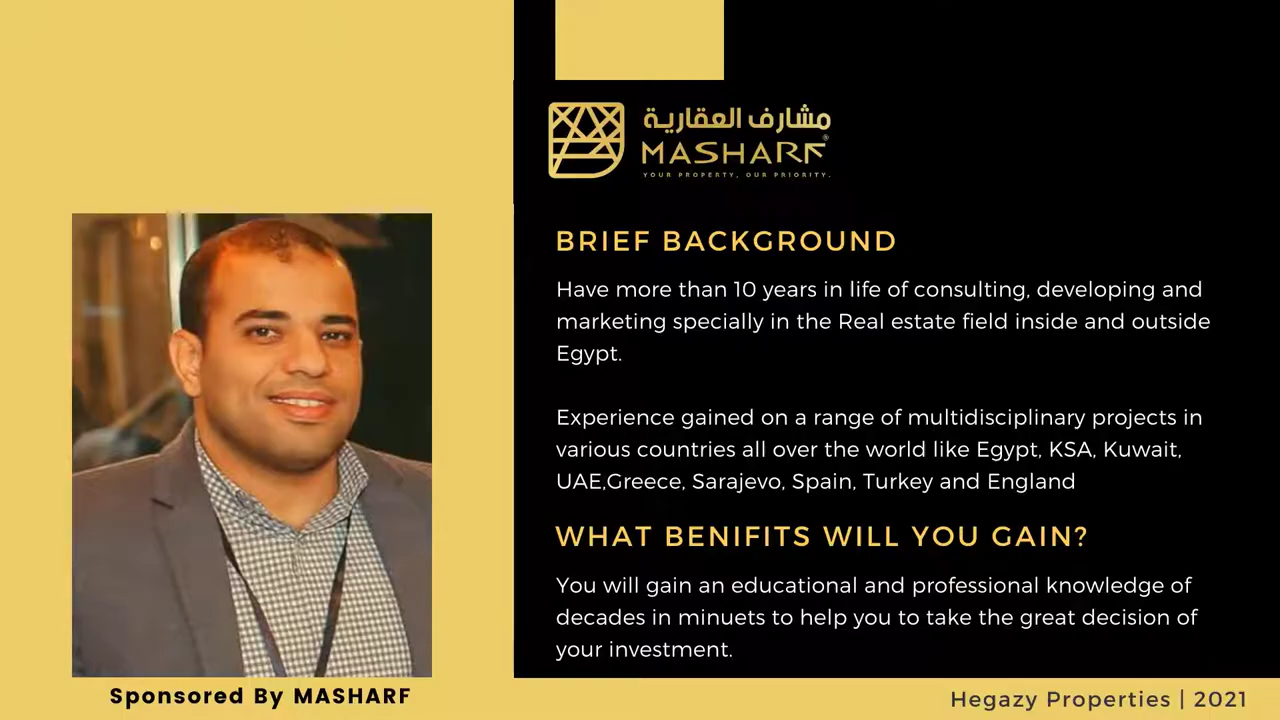 مشارف العقارية
MASHARF
YOUR PROPERTY, OUR PRIORITY.
BRIEF BACKGROUND
Have more than 10 years in life of consulting, developing and
marketing specially in the Real estate field inside and outside
Egypt.
Experience gained on a range of multidisciplinary projects in
various countries all over the world like Egypt, KSA, Kuwait,
UAE,Greece, Sarajevo, Spain, Turkey and England
WHAT BENIFITS WILL YOU GAIN?
You will gain an educational and professional knowledge of
decades in minuets to help you to take the great decision of
your investment.
Sponsored By MASHARF
Hegazy Properties | 2021